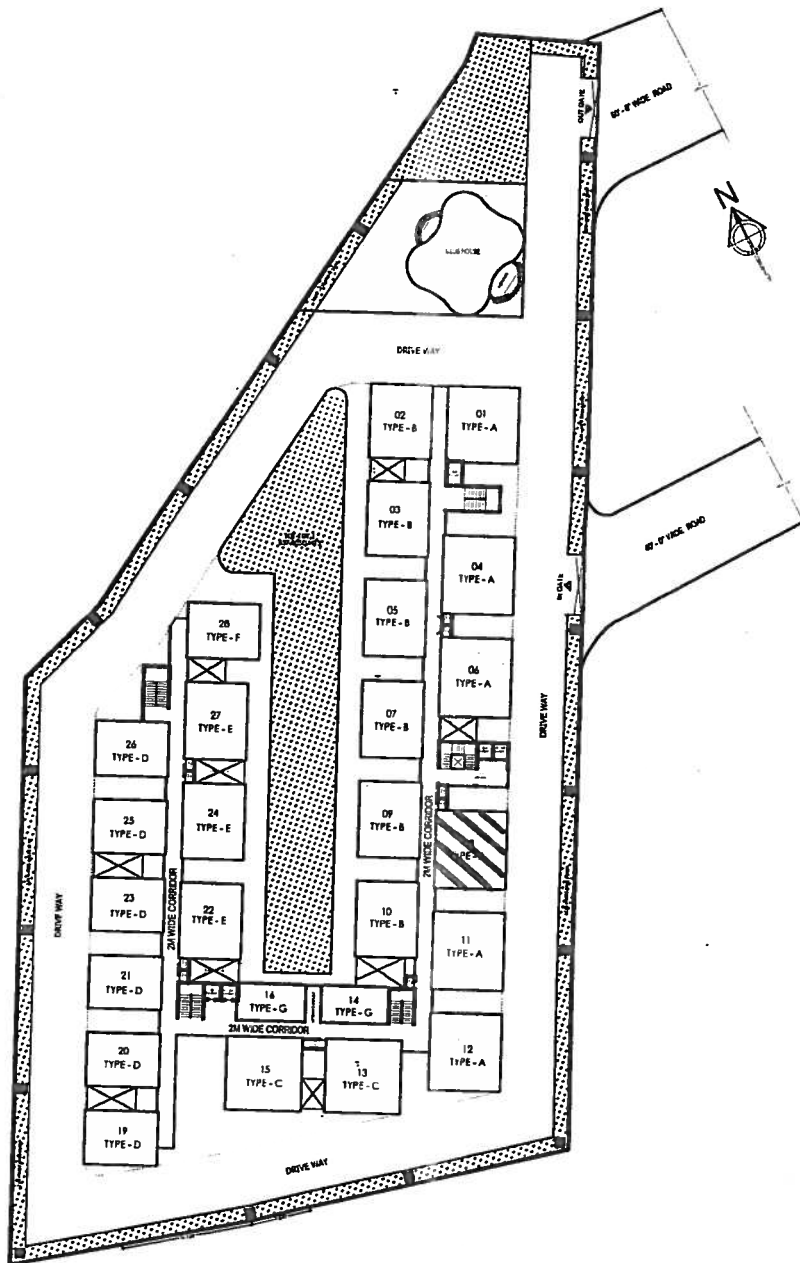 OUT GATE
60'-0" WIDE ROAD
N
CLUB HOUSE
DRIVE WAY
02
TYPE-B
01
TYPE-A
03
TYPE-B
04
TYPE-A
60'-0" WIDE ROAD
IN GATE
05
TYPE-B
06
TYPE-A
28
TYPE-F
27
TYPE-E
07
TYPE-B
DRIVE WAY
26
TYPE-D
25
TYPE-D
24
TYPE-E
09
TYPE-B
2M WIDE CORRIDOR
TYPE-
23
TYPE-D
22
TYPE-E
10
TYPE-B
11
TYPE-A
DRIVE WAY
2M WIDE CORRIDOR
21
TYPE-D
16
TYPE-G
14
TYPE-G
2M WIDE CORRIDOR
20
TYPE-D
15
TYPE-C
13
TYPE-C
12
TYPE-A
19
TYPE-D
DRIVE WAY